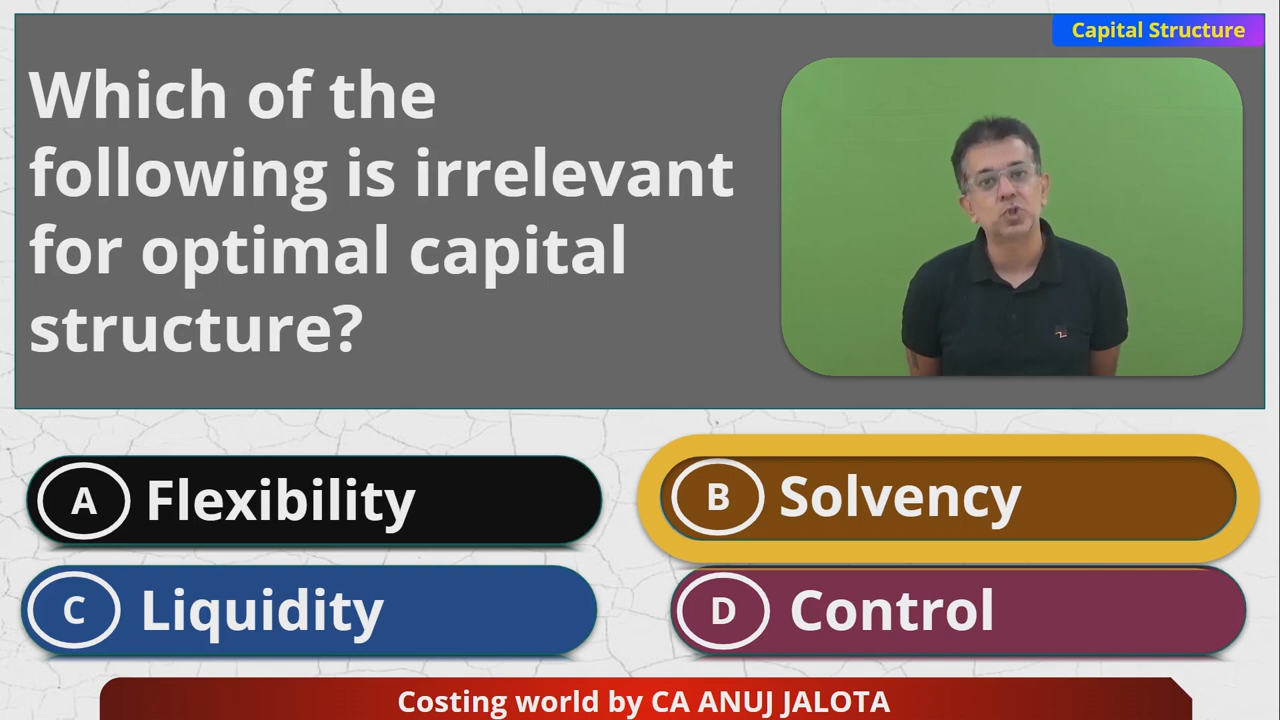 Capital Structure
Which of the
following is irrelevant
for optimal capital
structure?
A Flexibility
B Solvency
C Liquidity
D Control
Costing world by CA ANUJ JALOTA